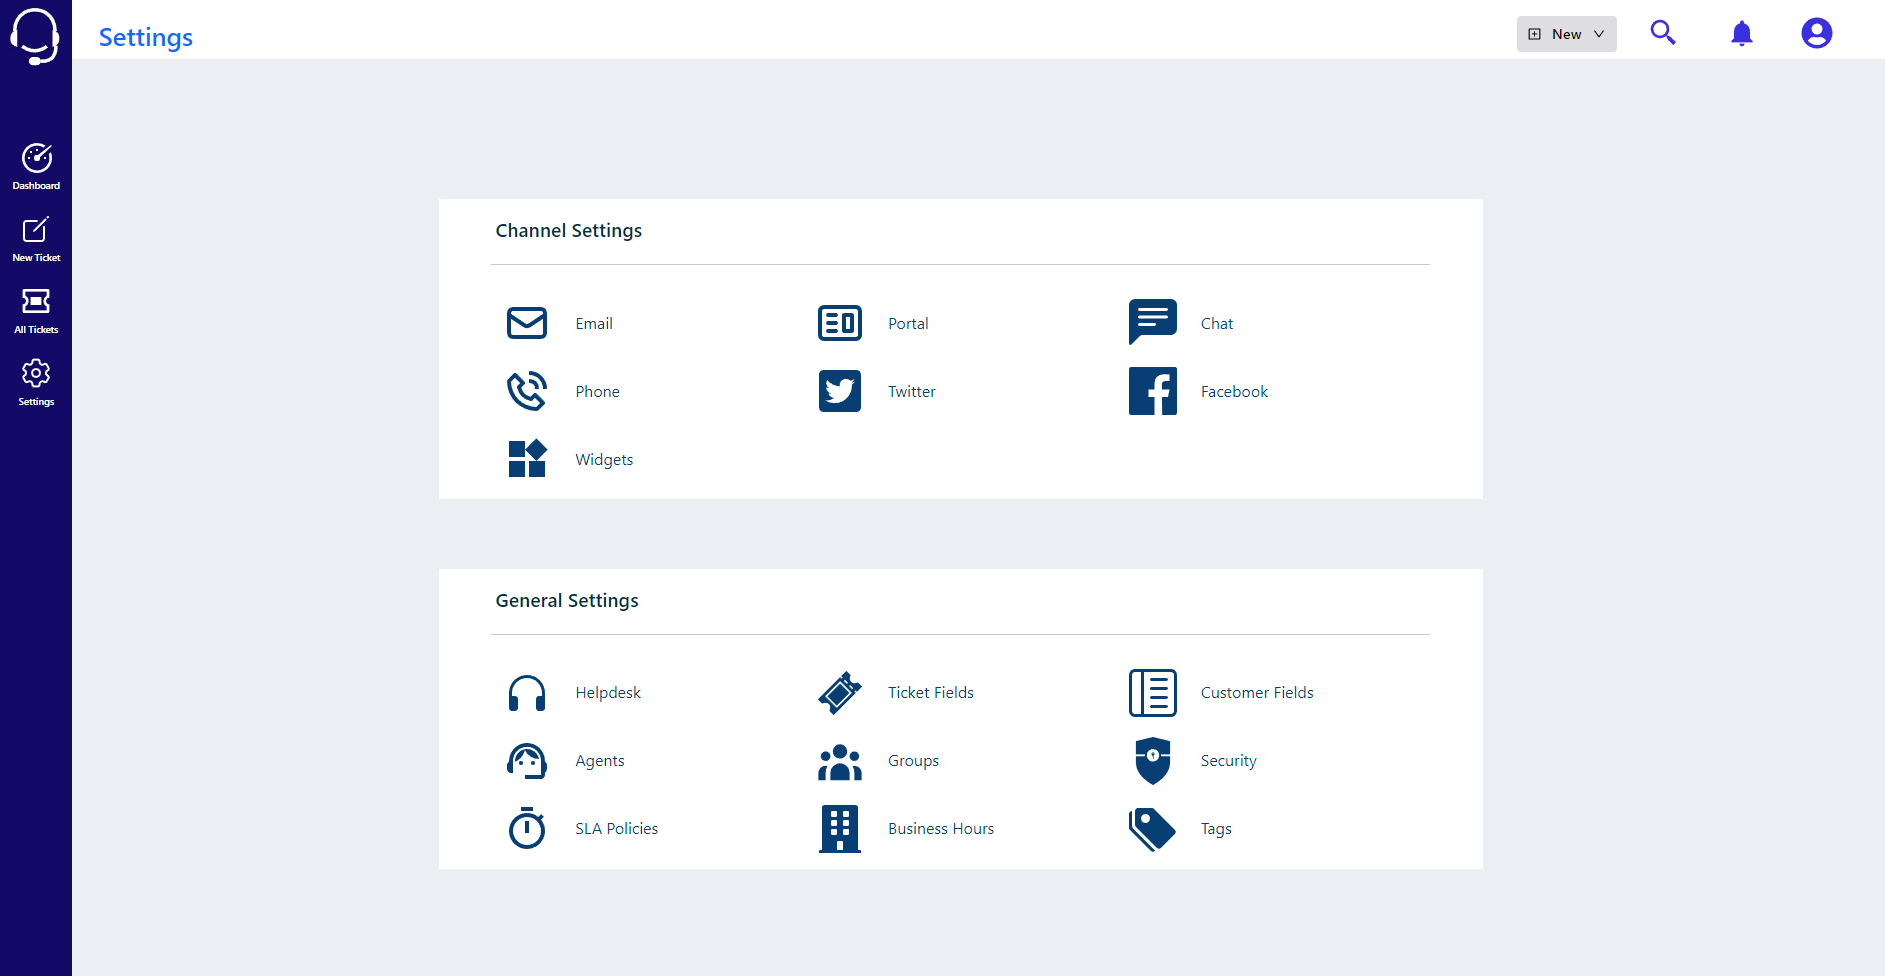 Settings
New
Dashboard
New Ticket
All Tickets
Settings
Channel Settings
Email
Portal
Chat
Phone
Twitter
Facebook
Widgets
General Settings
Helpdesk
Ticket Fields
Customer Fields
Agents
Groups
Security
SLA Policies
Business Hours
Tags